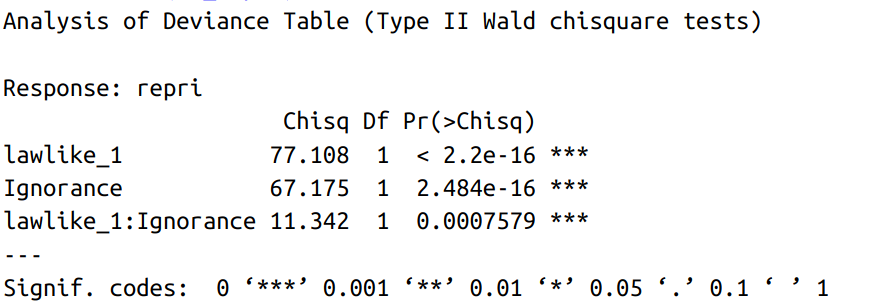 Analysis of Deviance Table (Type II Wald chisquare tests)
Response: repri
Chisq Df Pr(>Chisq)
lawlike_1 77.108 1 < 2.2e-16 ***
Ignorance 67.175 1 2.484e-16 ***
lawlike_1:Ignorance 11.342 1 0.0007579 ***
---
Signif. codes: 0 ‘***’ 0.001 ‘**’ 0.01 ‘*’ 0.05 ‘.’ 0.1 ‘ ’ 1